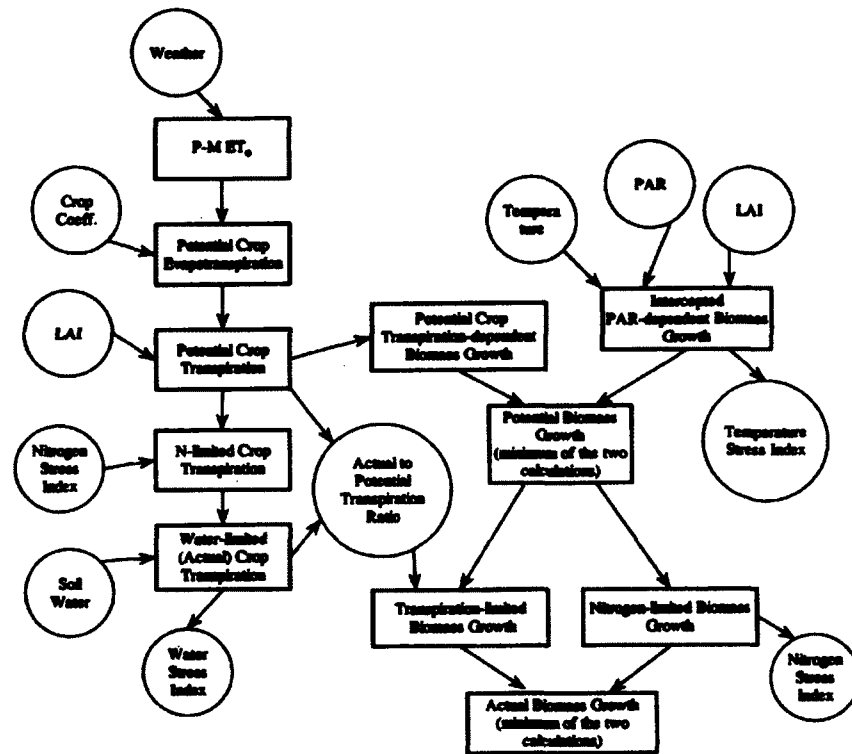 Weather
P-M ETo
Crop
Coeff.
Potential Crop
Evapotranspiration
LAI
Potential Crop
Transpiration
Nitrogen
Stress
Index
N-limited Crop
Transpiration
Soil
Water
Water-limited
(Actual) Crop
Transpiration
Water
Stress
Index
Potential Crop
Transpiration-dependent
Biomass Growth
Actual to
Potential
Transpiration
Ratio
Tempera
ture
PAR
LAI
Intercepted
PAR-dependent Biomass
Growth
Potential Biomass
Growth
(minimum of the two
calculations)
Temperature
Stress Index
Transpiration-limited
Biomass Growth
Nitrogen-limited Biomass
Growth
Nitrogen
Stress
Index
Actual Biomass Growth
(minimum of the two
calculations)